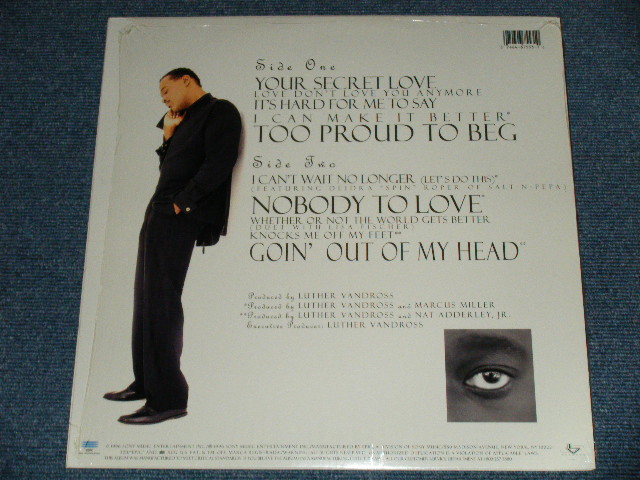 Side One
YOUR SECRET LOVE
LOVE DON'T LOVE YOU ANYMORE
IT'S HARD FOR ME TO SAY
I CAN MAKE IT BETTER*
TOO PROUD TO BEG
Side Two
I CAN'T WAIT NO LONGER (LET'S DO THIS)*
(FEATURING DEIDRA "SPIN" ROPER OF SALT-N-PEPA)
NOBODY TO LOVE
WHETHER OR NOT THE WORLD GETS BETTER
(DUET WITH LISA FISCHER)
KNOCKS ME OFF MY FEET**
GOIN' OUT OF MY HEAD**
Produced by LUTHER VANDROSS
*Produced by LUTHER VANDROSS and MARCUS MILLER
**Produced by LUTHER VANDROSS and NAT ADDERLEY, JR.
Executive Producer: LUTHER VANDROSS